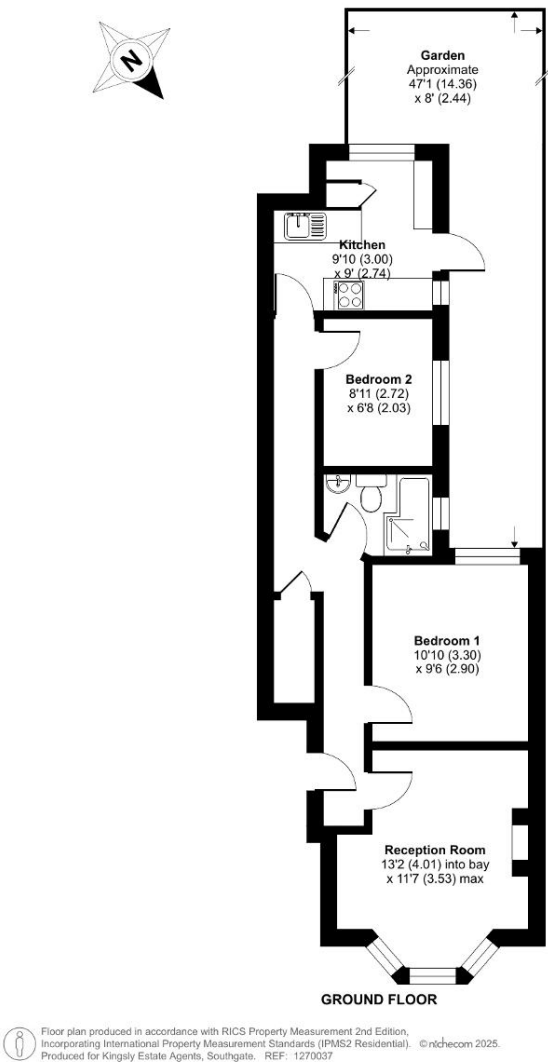 N
Garden
Approximate
47'1 (14.36)
x 8' (2.44)
Kitchen
9'10 (3.00)
x 9' (2.74)
Bedroom 2
8'11 (2.72)
x 6'8 (2.03)
Bedroom 1
10'10 (3.30)
x 9'6 (2.90)
Reception Room
13'2 (4.01) into bay
x 11'7 (3.53) max
GROUND FLOOR
Floor plan produced in accordance with RICS Property Measurement 2nd Edition,
Incorporating International Property Measurement Standards (IPMS2 Residential). ©nichecom 2025.
Produced for Kingsly Estate Agents, Southgate. REF: 1270037